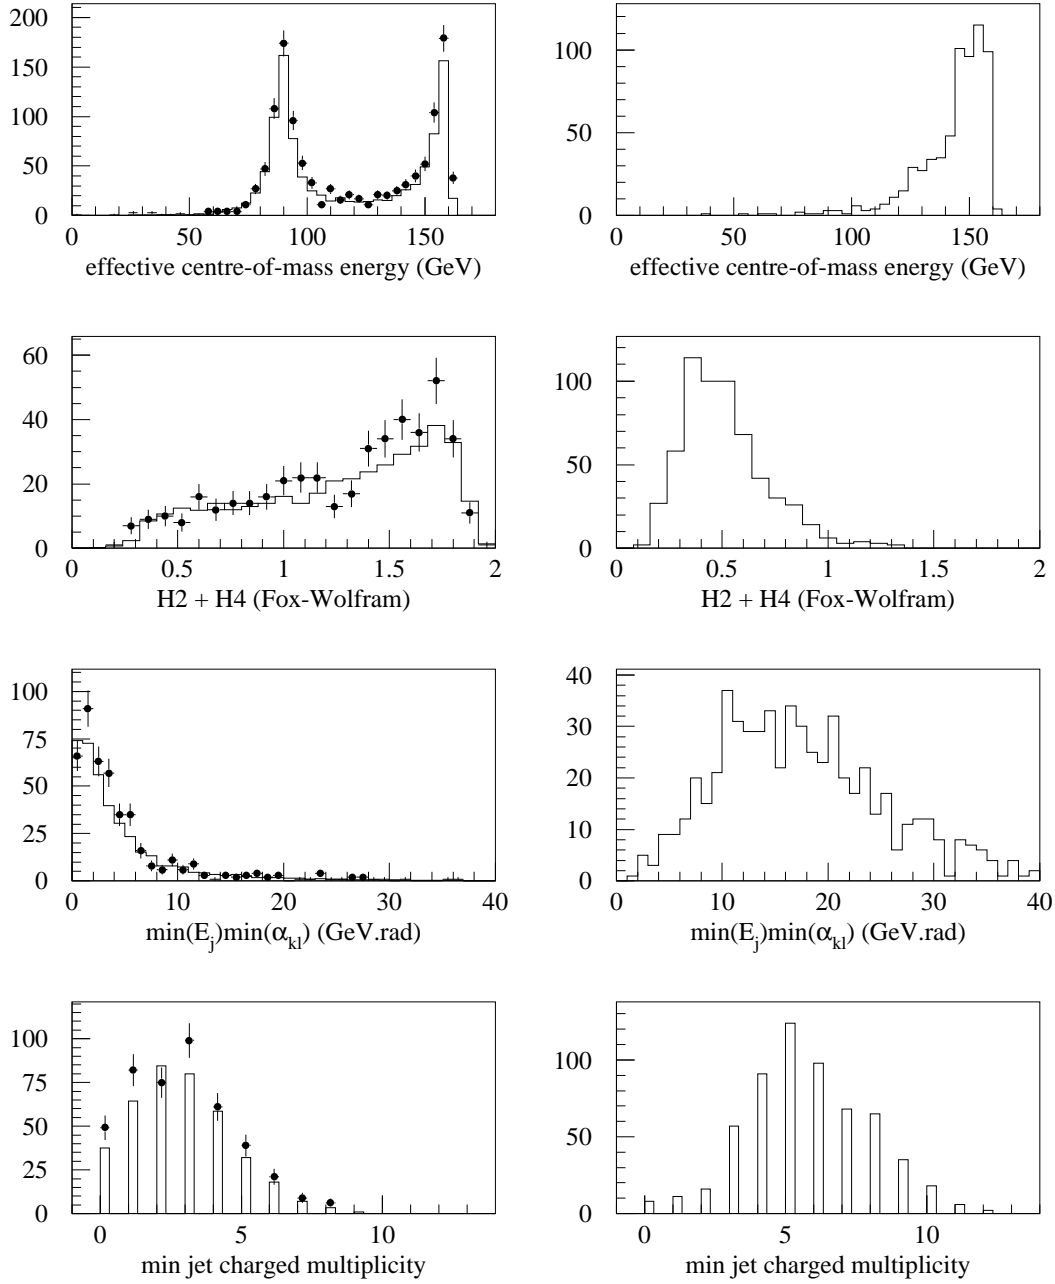 200
150
100
50
0
0 50 100 150
effective centre-of-mass energy (GeV)
100
50
0
0 50 100 150
effective centre-of-mass energy (GeV)
60
40
20
0
0 0.5 1 1.5 2
H2 + H4 (Fox-Wolfram)
100
50
0
0 0.5 1 1.5 2
H2 + H4 (Fox-Wolfram)
100
75
50
25
0
0 10 20 30 40
min(E_j)min(α_kl) (GeV.rad)
40
30
20
10
0
0 10 20 30 40
min(E_j)min(α_kl) (GeV.rad)
100
75
50
25
0
0 5 10
min jet charged multiplicity
100
50
0
0 5 10
min jet charged multiplicity